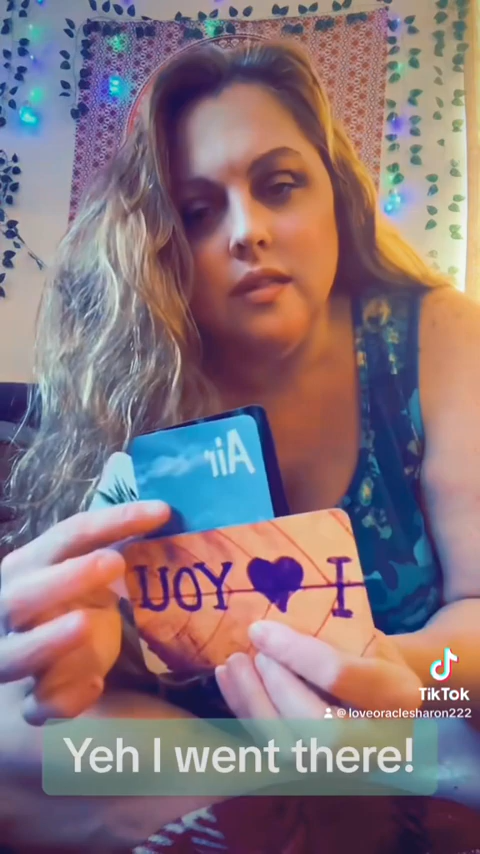 Air
I ♥ YOU
TikTok
@loveoraclesharon222
Yeh I went there!